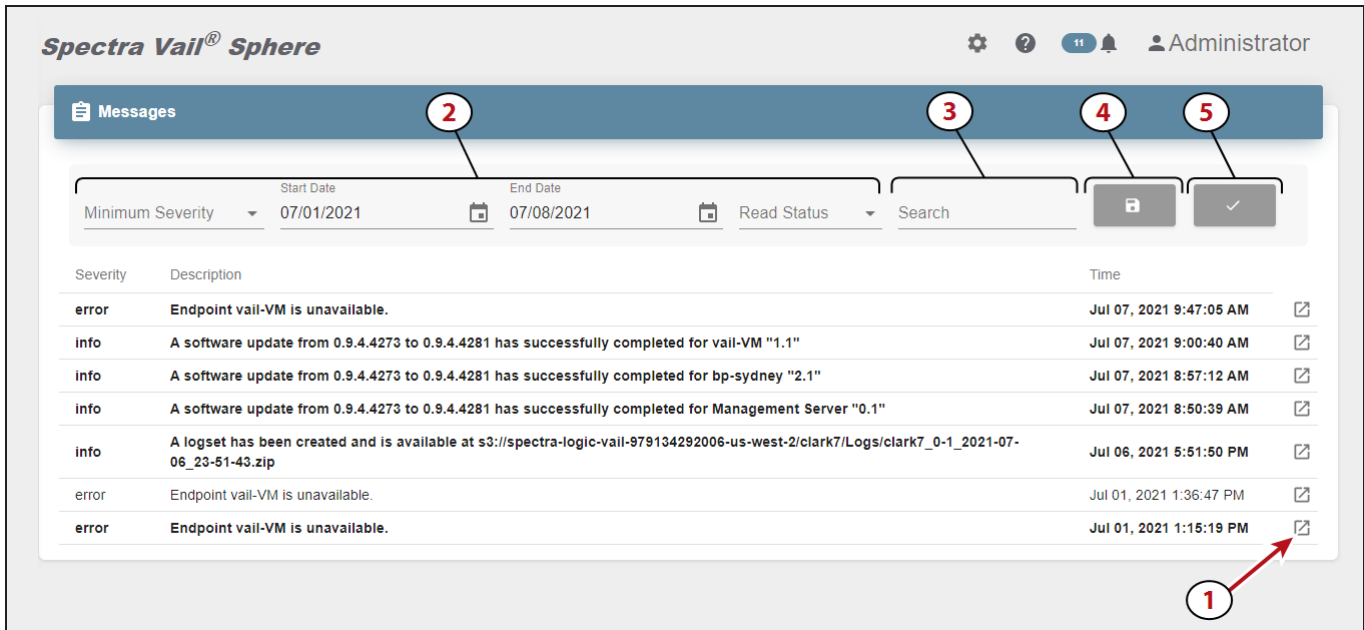 Spectra Vail® Sphere
11
Administrator
Messages
2
3
4
5
Start Date
End Date
Minimum Severity
07/01/2021
07/08/2021
Read Status
Search
Severity Description Time
error Endpoint vail-VM is unavailable. Jul 07, 2021 9:47:05 AM
info A software update from 0.9.4.4273 to 0.9.4.4281 has successfully completed for vail-VM "1.1" Jul 07, 2021 9:00:40 AM
info A software update from 0.9.4.4273 to 0.9.4.4281 has successfully completed for bp-sydney "2.1" Jul 07, 2021 8:57:12 AM
info A software update from 0.9.4.4273 to 0.9.4.4281 has successfully completed for Management Server "0.1" Jul 07, 2021 8:50:39 AM
info A logset has been created and is available at s3://spectra-logic-vail-979134292006-us-west-2/clark7/Logs/clark7_0-1_2021-07-
06_23-51-43.zip Jul 06, 2021 5:51:50 PM
error Endpoint vail-VM is unavailable. Jul 01, 2021 1:36:47 PM
error Endpoint vail-VM is unavailable. Jul 01, 2021 1:15:19 PM
1